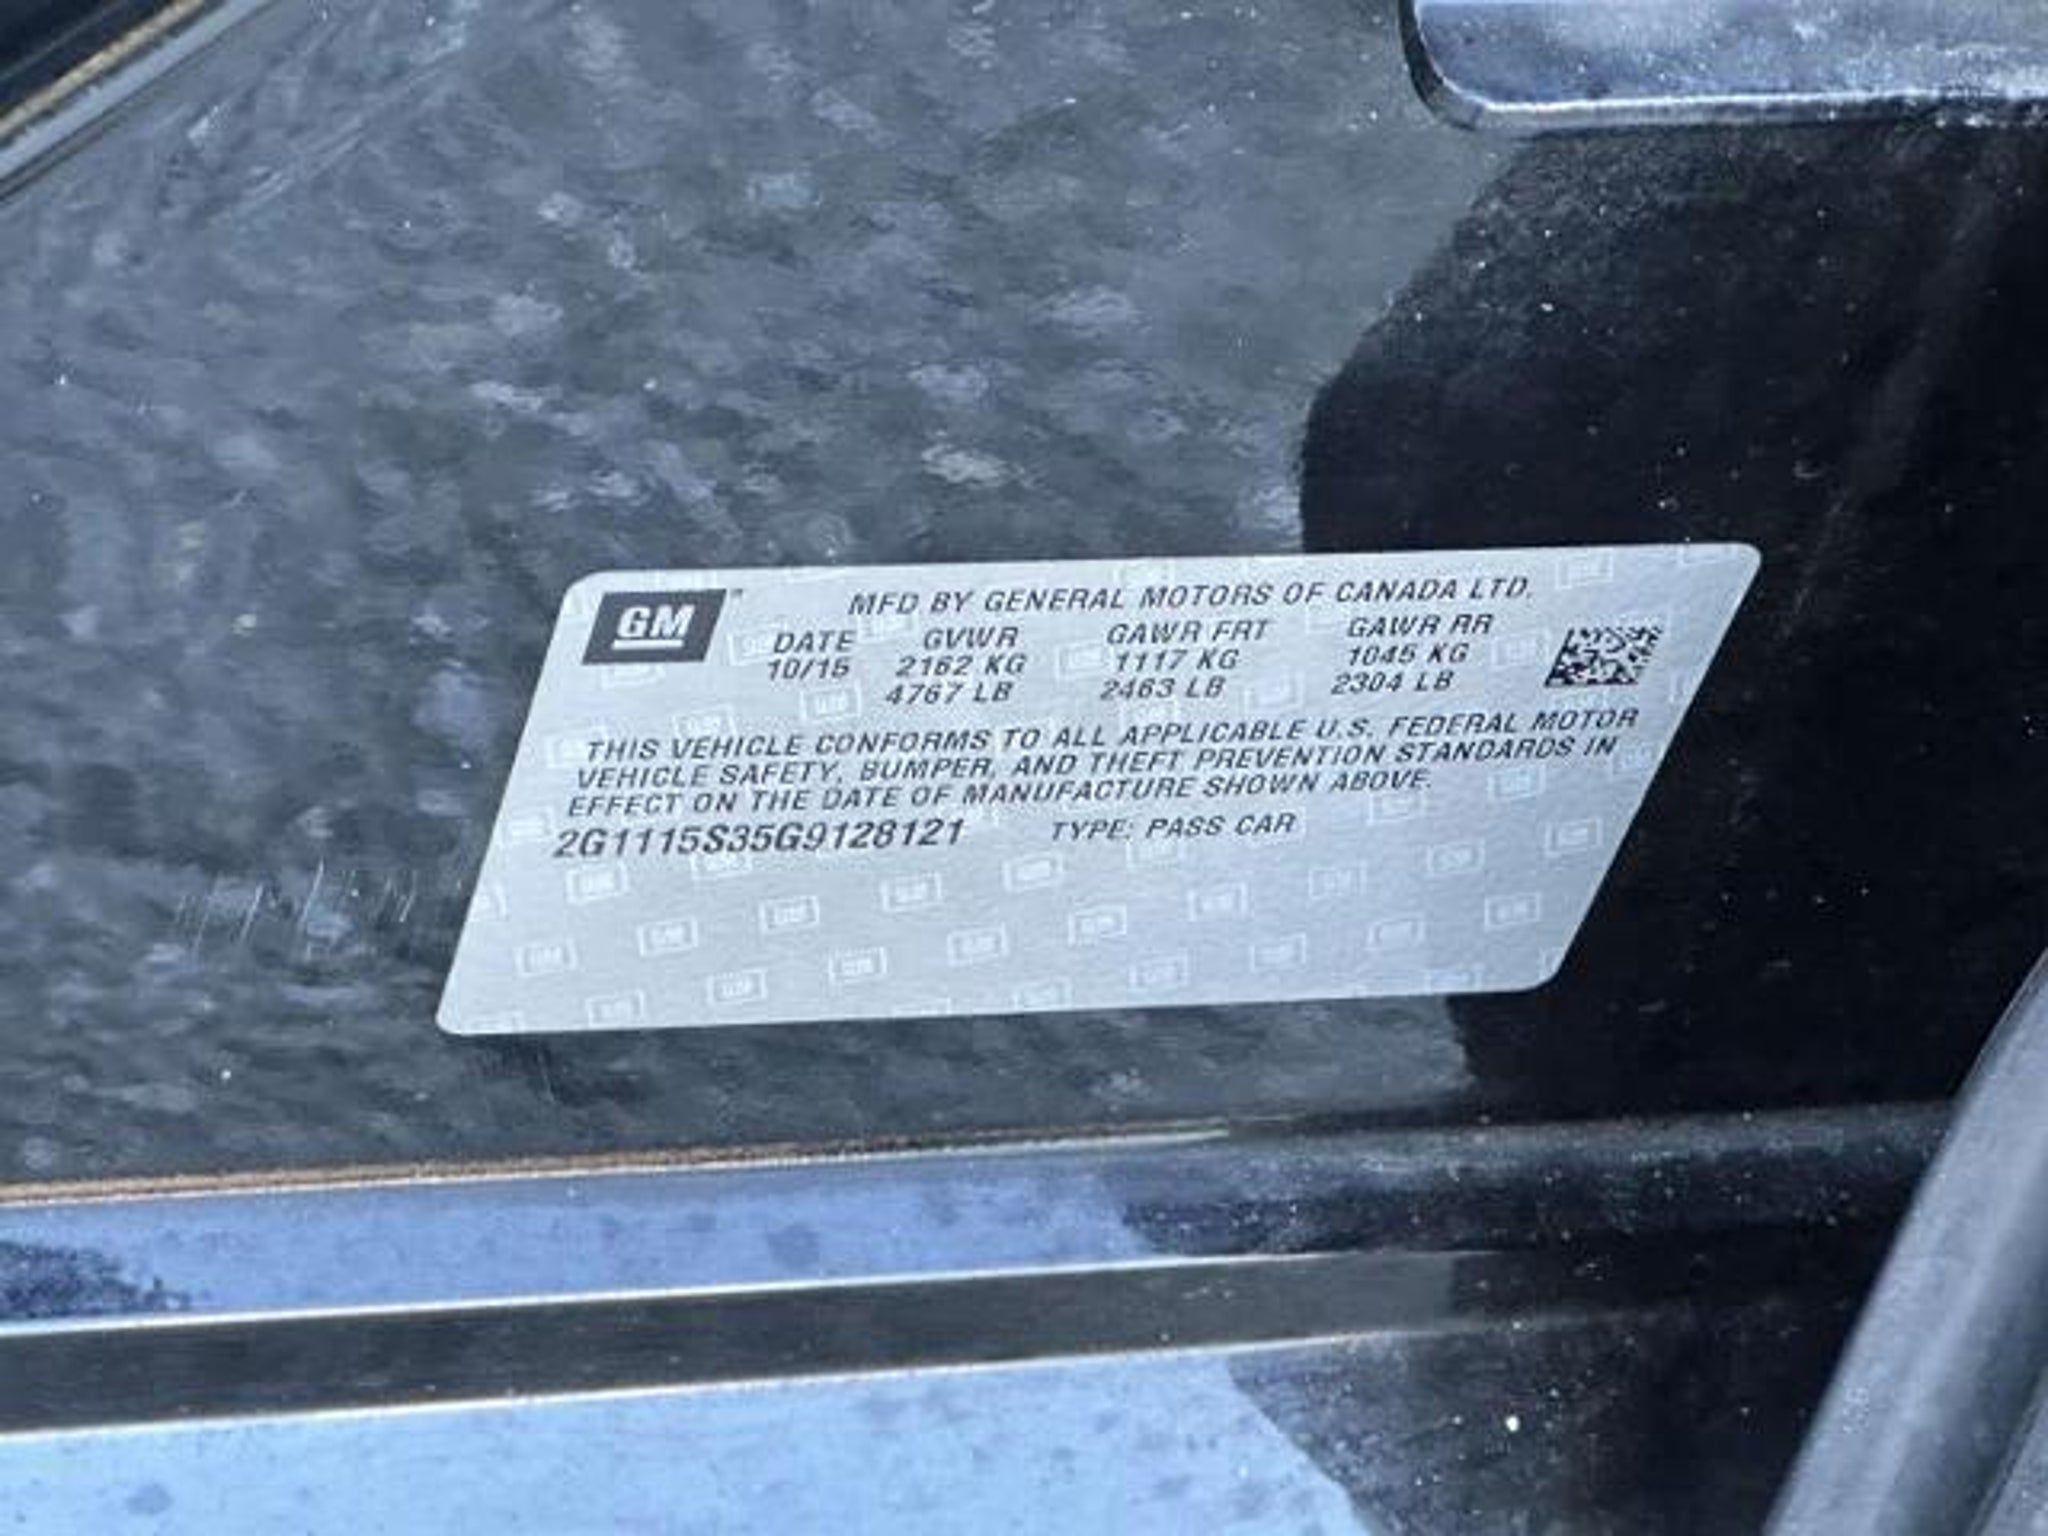 GM
MFD BY GENERAL MOTORS OF CANADA LTD.
DATE GVWR GAWR FRT GAWR RR
10/15 2162 KG 1117 KG 1045 KG
4767 LB 2463 LB 2304 LB
THIS VEHICLE CONFORMS TO ALL APPLICABLE U.S. FEDERAL MOTOR
VEHICLE SAFETY, BUMPER, AND THEFT PREVENTION STANDARDS IN
EFFECT ON THE DATE OF MANUFACTURE SHOWN ABOVE.
2G1115S35G9128121 TYPE: PASS CAR